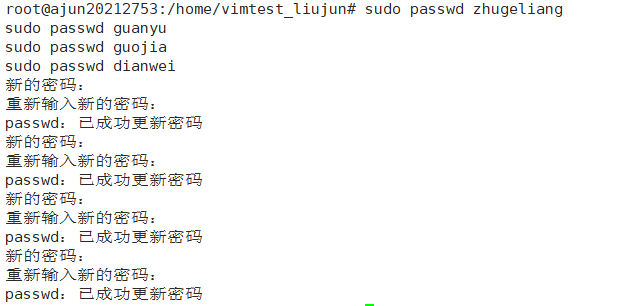 root@ajun20212753:/home/vimtest_liujun# sudo passwd zhugeliang
sudo passwd guanyu
sudo passwd guojia
sudo passwd dianwei
新的密码：
重新输入新的密码：
passwd：已成功更新密码
新的密码：
重新输入新的密码：
passwd：已成功更新密码
新的密码：
重新输入新的密码：
passwd：已成功更新密码
新的密码：
重新输入新的密码：
passwd：已成功更新密码